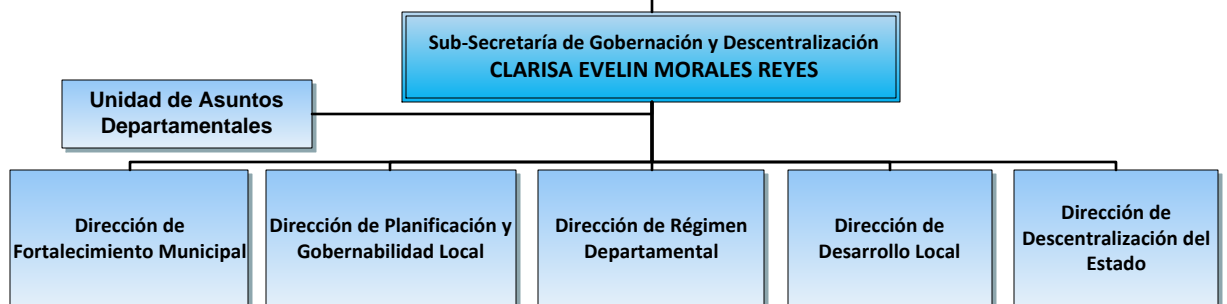 Sub-Secretaría de Gobernación y Descentralización
CLARISA EVELIN MORALES REYES
Unidad de Asuntos
Departamentales
Dirección de
Fortalecimiento Municipal
Dirección de Planificación y
Gobernabilidad Local
Dirección de Régimen
Departamental
Dirección de
Desarrollo Local
Dirección de
Descentralización del
Estado